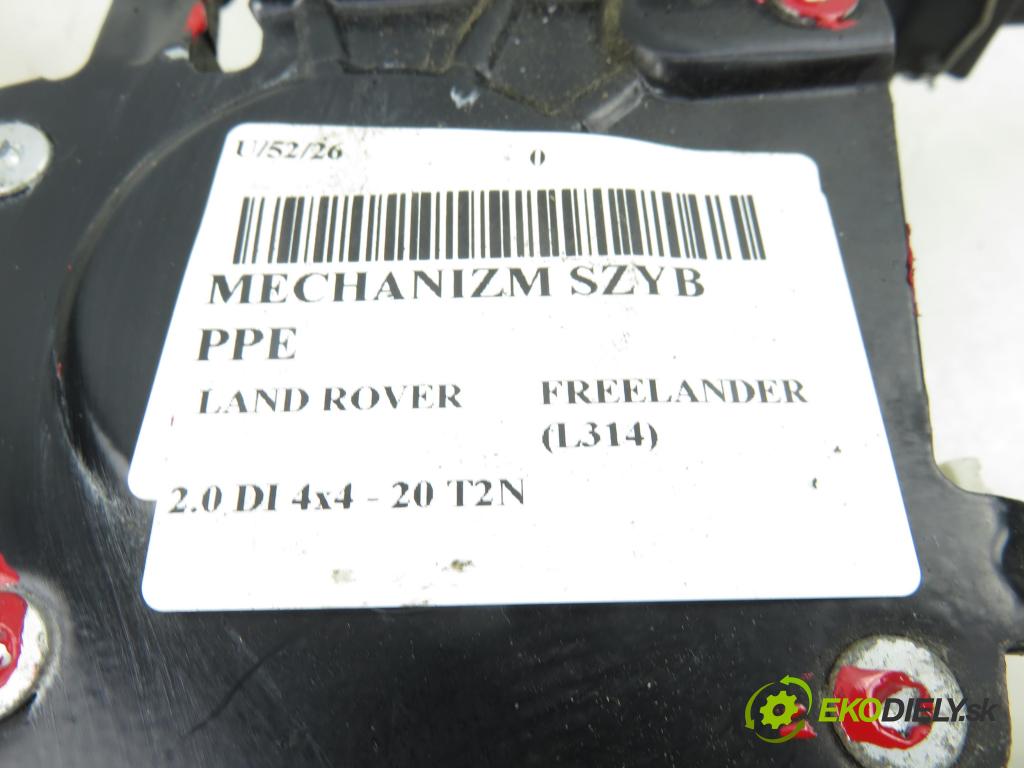 U/52/26 0
MECHANIZM SZYB
PPE
LAND ROVER FREELANDER
(L314)
2.0 DI 4x4 - 20 T2N
EKODIELY.sk